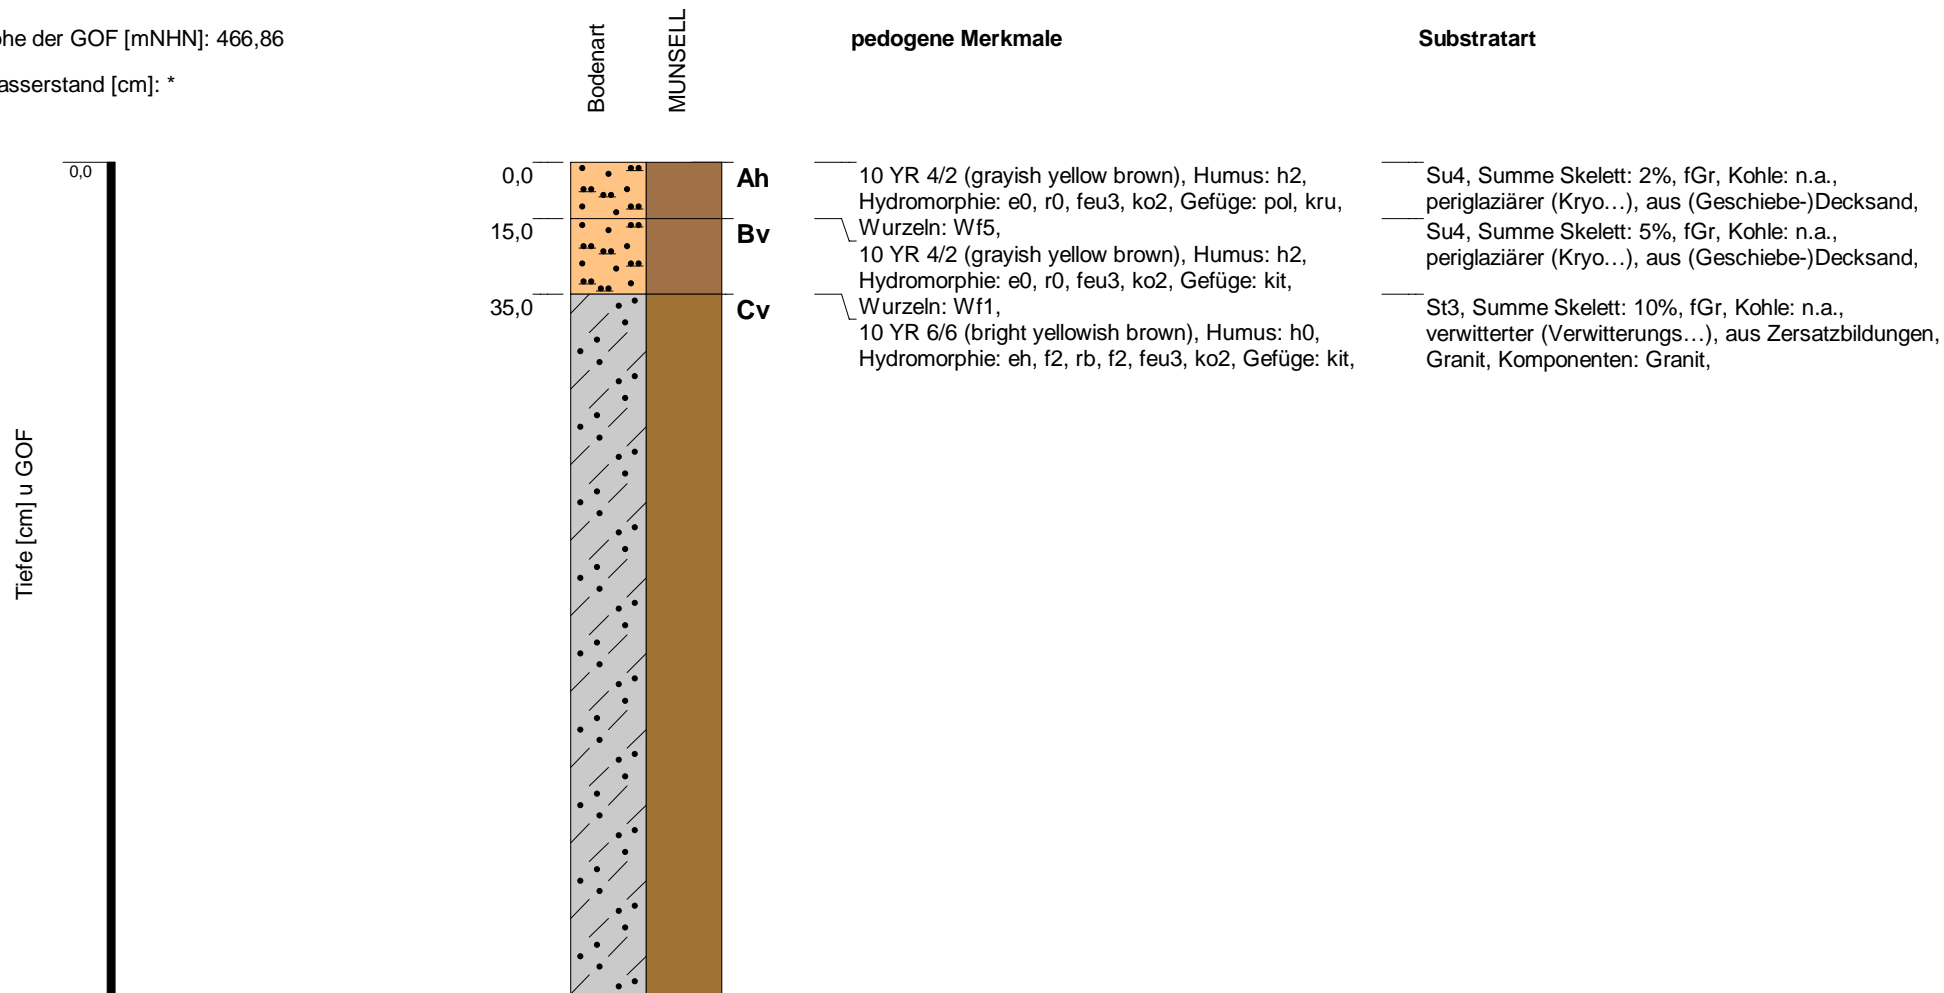 ohe der GOF [mNHN]: 466,86
asserstand [cm]: *
Bodenart
MUNSELL
pedogene Merkmale
Substratart
Tiefe [cm] u GOF
0,0
0,0
Ah
10 YR 4/2 (grayish yellow brown), Humus: h2,
Hydromorphie: e0, r0, feu3, ko2, Gefüge: pol, kru,
Wurzeln: Wf5,
Su4, Summe Skelett: 2%, fGr, Kohle: n.a.,
periglaziärer (Kryo…), aus (Geschiebe-)Decksand,
15,0
Bv
10 YR 4/2 (grayish yellow brown), Humus: h2,
Hydromorphie: e0, r0, feu3, ko2, Gefüge: kit,
Wurzeln: Wf1,
Su4, Summe Skelett: 5%, fGr, Kohle: n.a.,
periglaziärer (Kryo…), aus (Geschiebe-)Decksand,
35,0
Cv
10 YR 6/6 (bright yellowish brown), Humus: h0,
Hydromorphie: eh, f2, rb, f2, feu3, ko2, Gefüge: kit,
St3, Summe Skelett: 10%, fGr, Kohle: n.a.,
verwitterter (Verwitterungs…), aus Zersatzbildungen,
Granit, Komponenten: Granit,